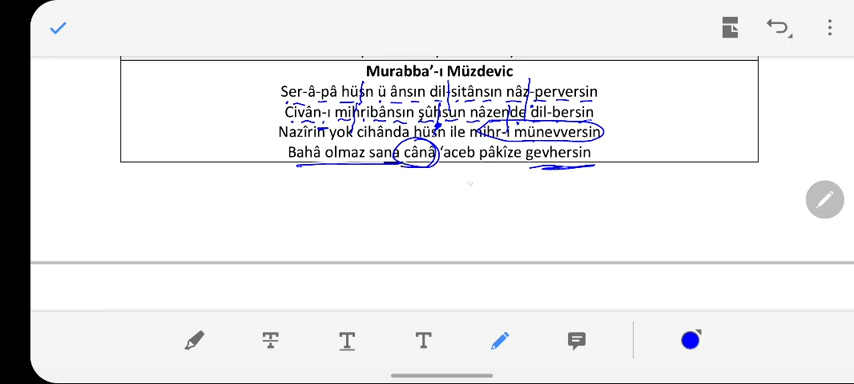 Murabba’-ı Müzdevic
Ser-â-pâ hüsn ü ânsın dil-sitânsın nâz-perversin
Civân-ı mihribânsın şûhsun nâzende dil-bersin
Nazîrin yok cihânda hüsn ile mihr-i münevversin
Bahâ olmaz sana cânâ ‘aceb pâkîze gevhersin
T T T